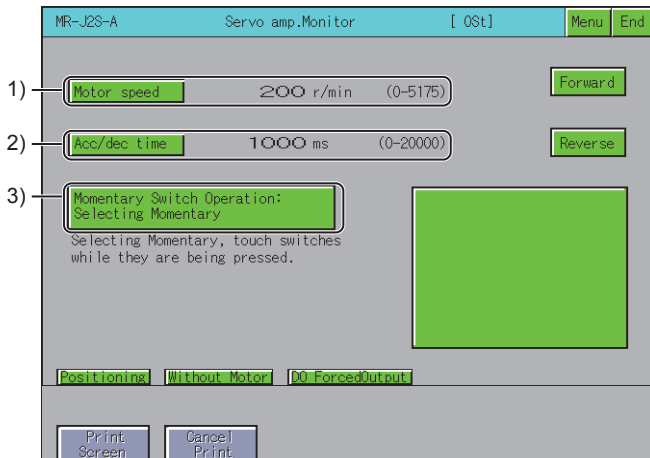 MR-J2S-A Servo amp.Monitor [ 0St] Menu End
1) Motor speed 200 r/min (0-5175) Forward
2) Acc/dec time 1000 ms (0-20000) Reverse
3) Momentary Switch Operation:
Selecting Momentary
Selecting Momentary, touch switches
while they are being pressed.
Positioning Without Motor DO ForcedOutput
Print Cancel
Screen Print